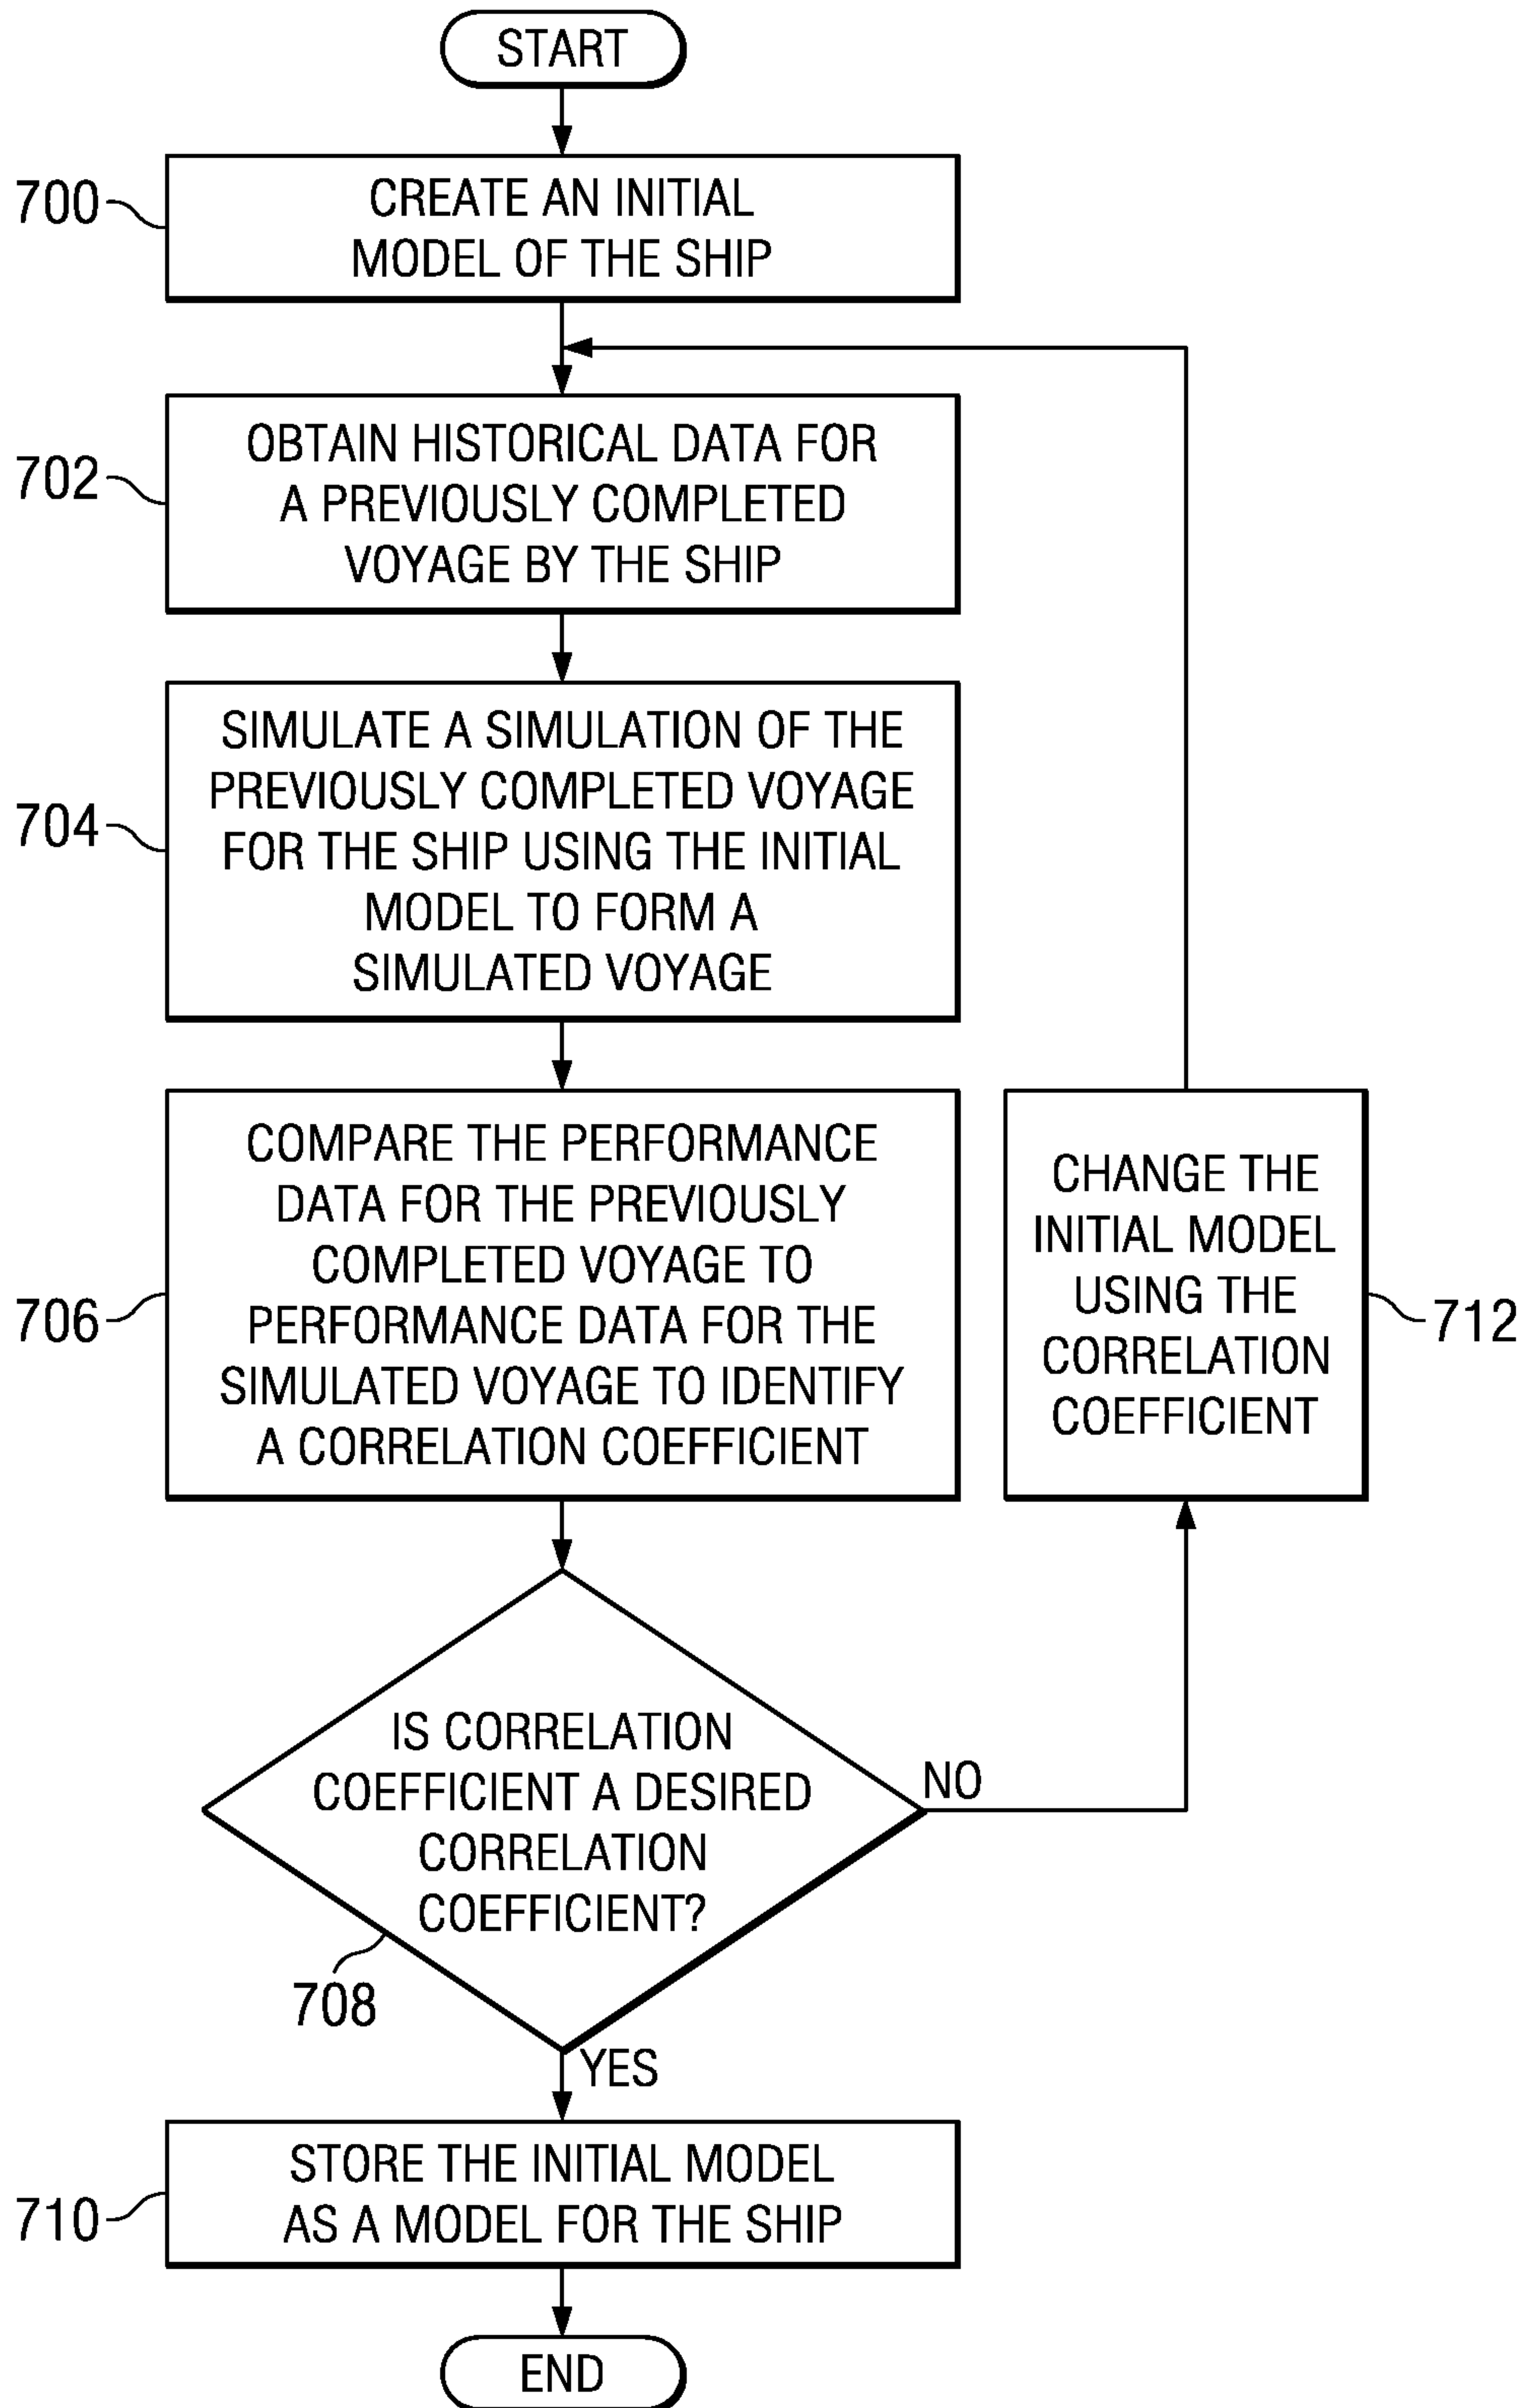 START
700
CREATE AN INITIAL
MODEL OF THE SHIP
702
OBTAIN HISTORICAL DATA FOR
A PREVIOUSLY COMPLETED
VOYAGE BY THE SHIP
704
SIMULATE A SIMULATION OF THE
PREVIOUSLY COMPLETED VOYAGE
FOR THE SHIP USING THE INITIAL
MODEL TO FORM A
SIMULATED VOYAGE
706
COMPARE THE PERFORMANCE
DATA FOR THE PREVIOUSLY
COMPLETED VOYAGE TO
PERFORMANCE DATA FOR THE
SIMULATED VOYAGE TO IDENTIFY
A CORRELATION COEFFICIENT
CHANGE THE
INITIAL MODEL
USING THE
CORRELATION
COEFFICIENT
712
IS CORRELATION
COEFFICIENT A DESIRED
CORRELATION
COEFFICIENT?
NO
708
YES
710
STORE THE INITIAL MODEL
AS A MODEL FOR THE SHIP
END